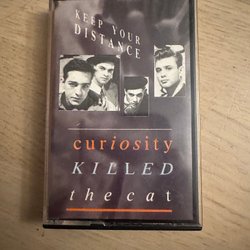 KEEP YOUR
DISTANCE
curiosity
KILLED
the cat